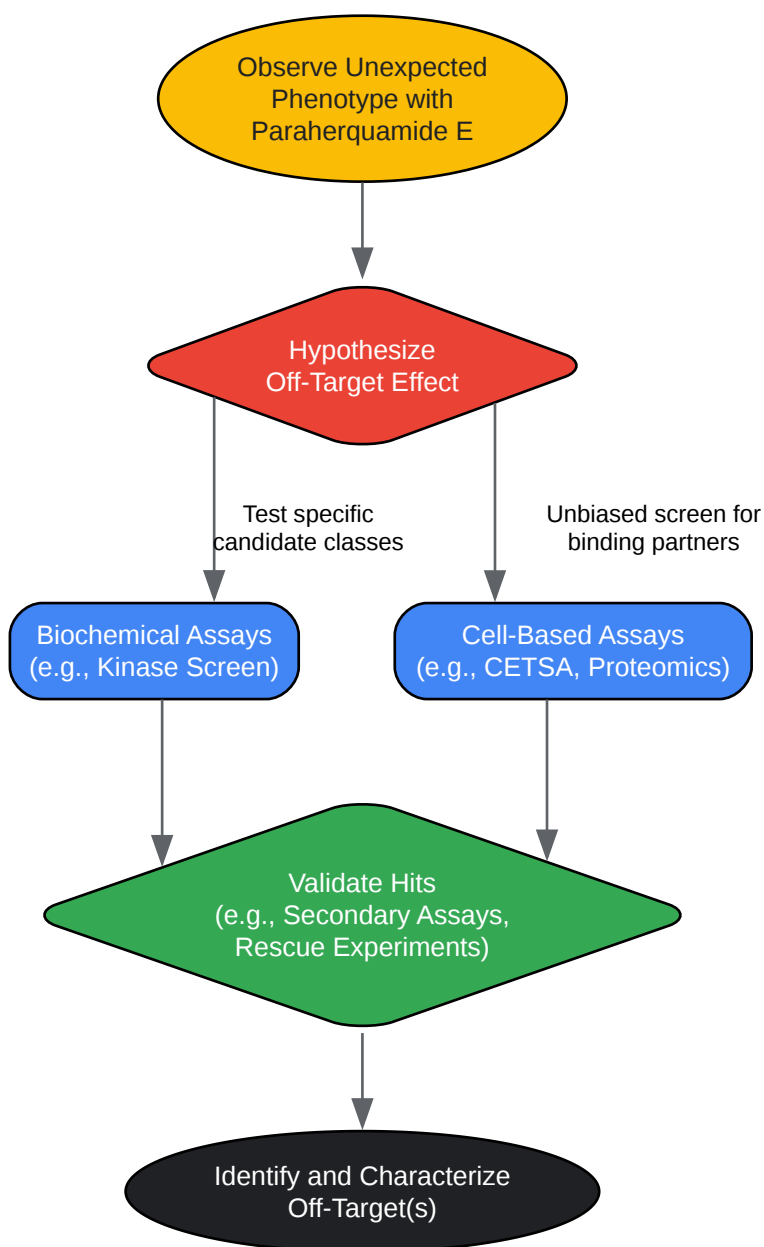 Observe Unexpected
Phenotype with
Paraherquamide E
Hypothesize
Off-Target Effect
Test specific
candidate classes
Unbiased screen for
binding partners
Biochemical Assays
(e.g., Kinase Screen)
Cell-Based Assays
(e.g., CETSA, Proteomics)
Validate Hits
(e.g., Secondary Assays,
Rescue Experiments)
Identify and Characterize
Off-Target(s)